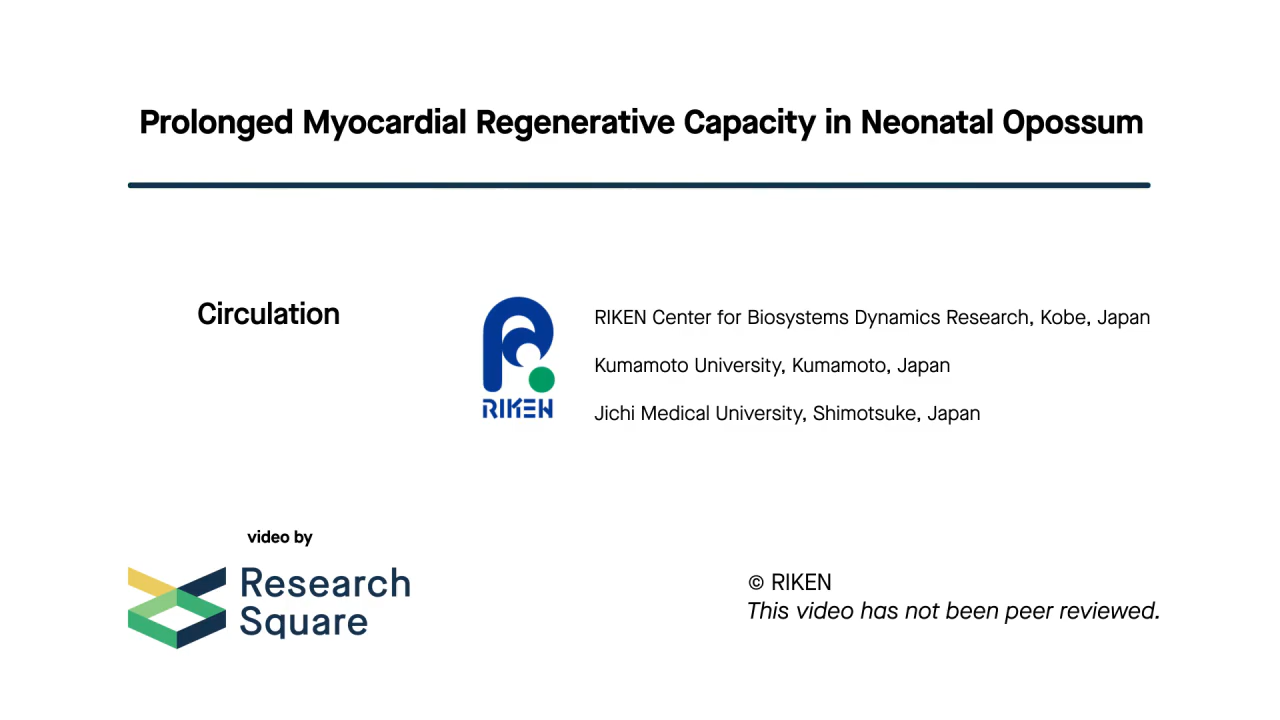 Prolonged Myocardial Regenerative Capacity in Neonatal Opossum
Circulation
RIKEN
RIKEN Center for Biosystems Dynamics Research, Kobe, Japan
Kumamoto University, Kumamoto, Japan
Jichi Medical University, Shimotsuke, Japan
video by
Research
Square
© RIKEN
This video has not been peer reviewed.